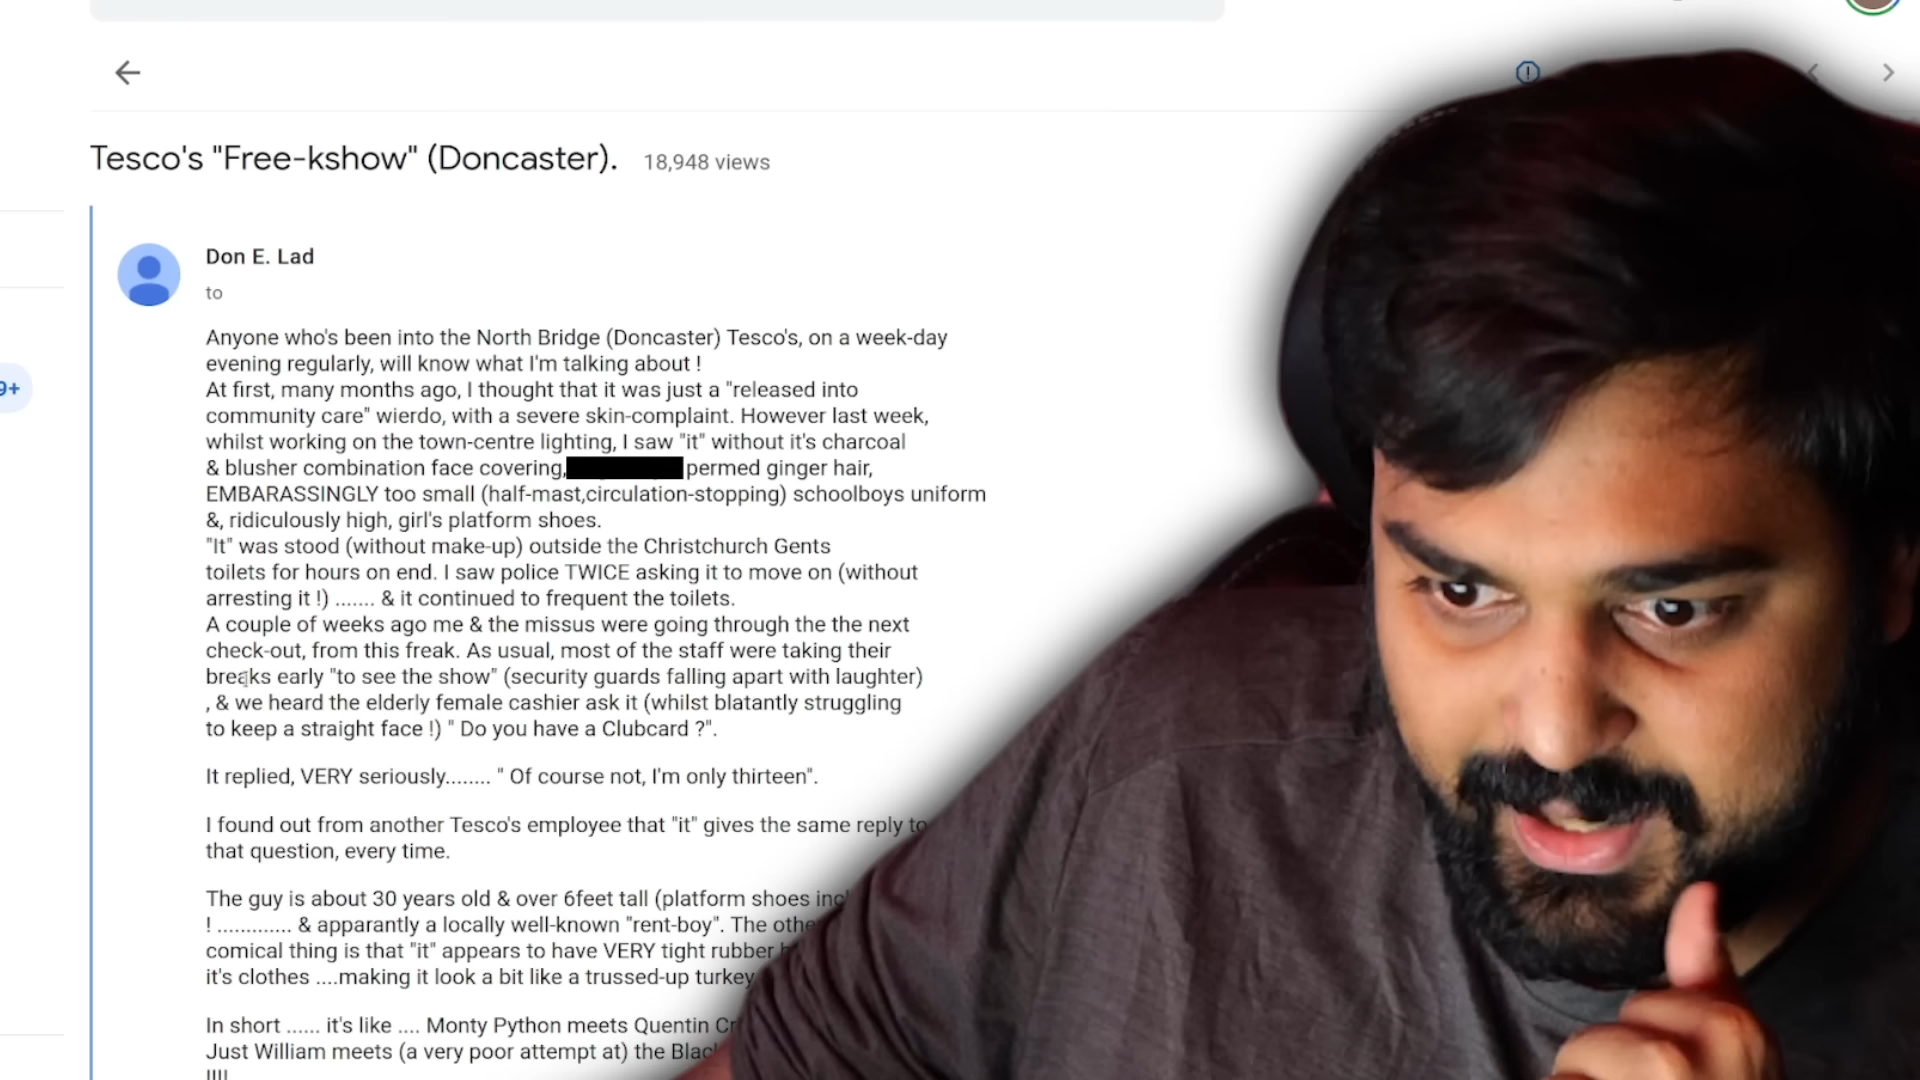 Tesco's "Free-kshow" (Doncaster). 18,948 views
Don E. Lad
to
9+
Anyone who's been into the North Bridge (Doncaster) Tesco's, on a week-day
evening regularly, will know what I'm talking about !
At first, many months ago, I thought that it was just a "released into
community care" wierdo, with a severe skin-complaint. However last week,
whilst working on the town-centre lighting, I saw "it" without it's charcoal
& blusher combination face covering, permed ginger hair,
EMBARASSINGLY too small (half-mast,circulation-stopping) schoolboys uniform
&, ridiculously high, girl's platform shoes.
"It" was stood (without make-up) outside the Christchurch Gents
toilets for hours on end. I saw police TWICE asking it to move on (without
arresting it !) ....... & it continued to frequent the toilets.
A couple of weeks ago me & the missus were going through the the next
check-out, from this freak. As usual, most of the staff were taking their
breaks early "to see the show" (security guards falling apart with laughter)
, & we heard the elderly female cashier ask it (whilst blatantly struggling
to keep a straight face !) " Do you have a Clubcard ?".
It replied, VERY seriously........ " Of course not, I'm only thirteen".
I found out from another Tesco's employee that "it" gives the same reply to
that question, every time.
The guy is about 30 years old & over 6feet tall (platform shoes
! ............. & apparantly a locally well-known "rent-boy". The
comical thing is that "it" appears to have VERY tight rubber
it's clothes ....making it look a bit like a trussed-up turkey
In short ...... it's like .... Monty Python meets Quentin
Just William meets (a very poor attempt at) the
!!!!